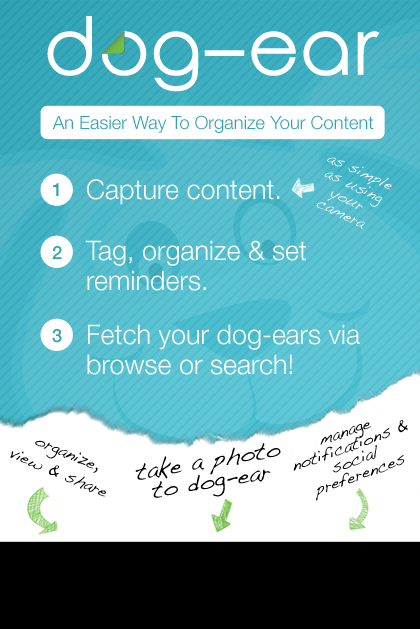 dog-ear
An Easier Way To Organize Your Content
1 Capture content.
as simple
as using
your
camera
2 Tag, organize & set
reminders.
3 Fetch your dog-ears via
browse or search!
organize,
view & share
take a photo
to dog-ear
manage
notifications &
social
preferences